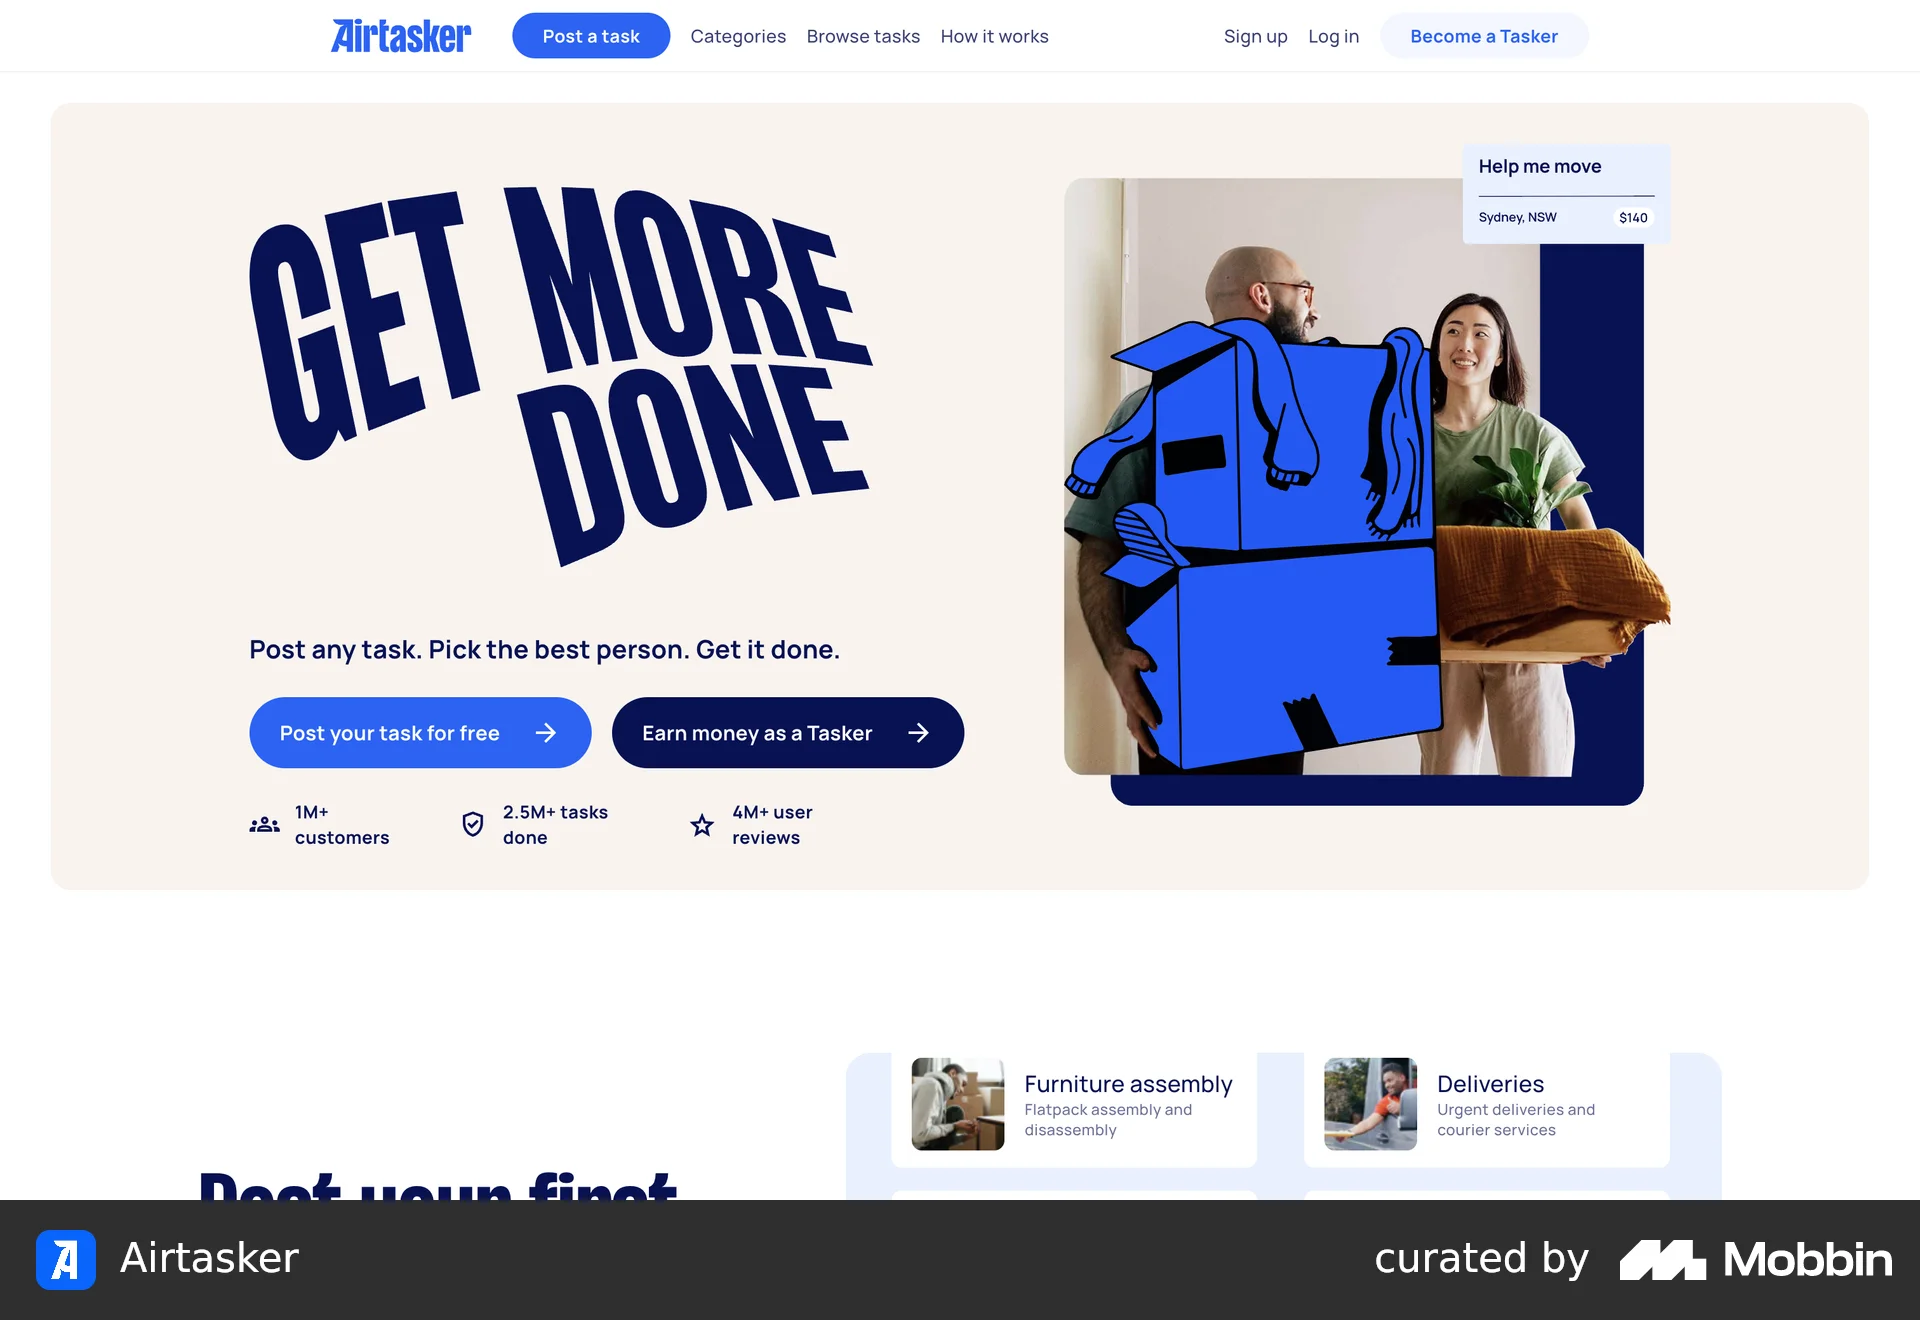 Airtasker
Post a task
Categories
Browse tasks
How it works
Sign up
Log in
Become a Tasker
GET MORE
DONE
Help me move
Sydney, NSW
$140
Post any task. Pick the best person. Get it done.
Post your task for free
Earn money as a Tasker
1M+
customers
2.5M+ tasks
done
4M+ user
reviews
Furniture assembly
Flatpack assembly and
disassembly
Deliveries
Urgent deliveries and
courier services
Post your first
Airtasker
curated by
Mobbin